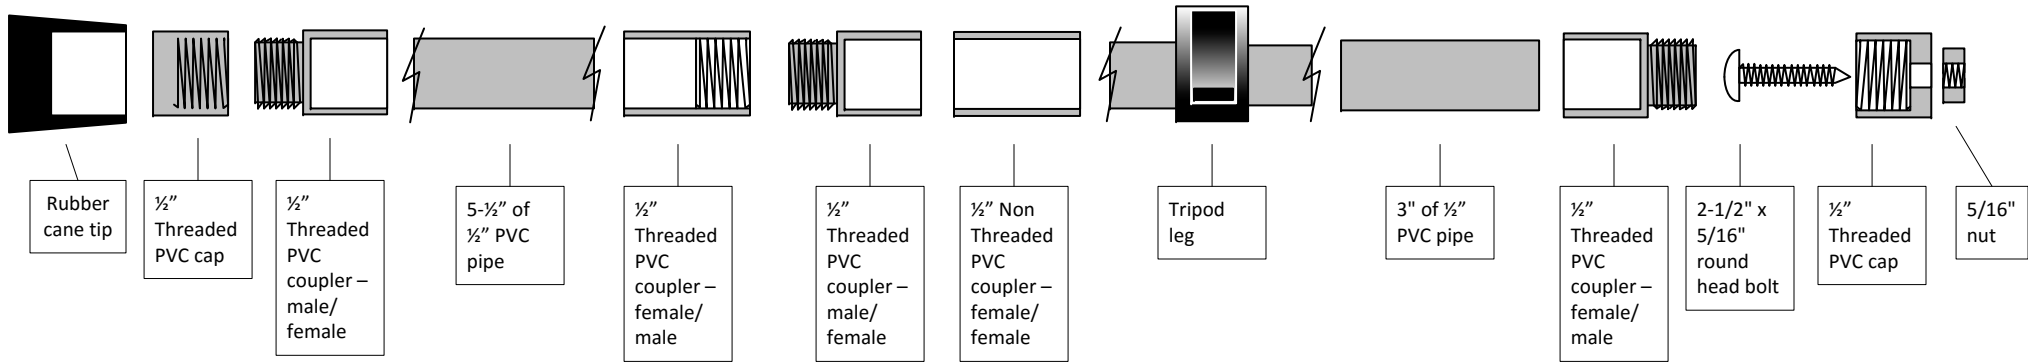 Rubber
cane tip
½”
Threaded
PVC cap
½”
Threaded
PVC
coupler –
male/
female
5-½” of
½” PVC
pipe
½”
Threaded
PVC
coupler –
female/
male
½”
Threaded
PVC
coupler –
male/
female
½” Non
Threaded
PVC
coupler –
female/
female
Tripod
leg
3" of ½”
PVC pipe
½”
Threaded
PVC
coupler –
female/
male
2-1/2" x
5/16"
round
head bolt
½”
Threaded
PVC cap
5/16"
nut